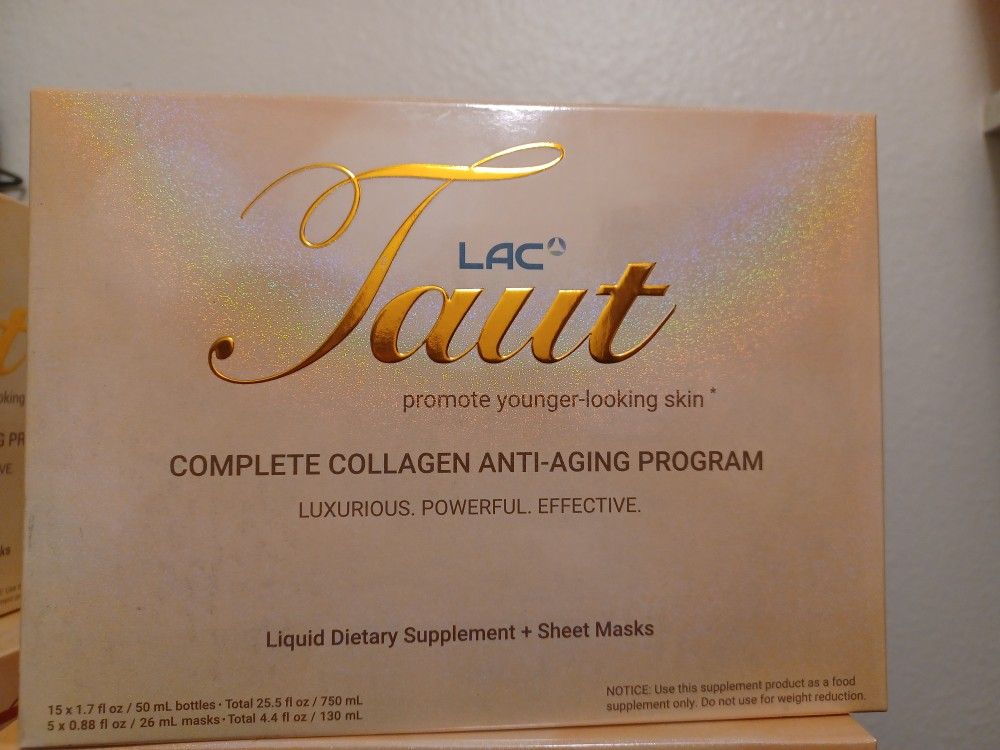 LAC
Taut
promote younger-looking skin *
COMPLETE COLLAGEN ANTI-AGING PROGRAM
LUXURIOUS. POWERFUL. EFFECTIVE.
Liquid Dietary Supplement + Sheet Masks
15 x 1.7 fl oz / 50 mL bottles · Total 25.5 fl oz / 750 mL
5 x 0.88 fl oz / 26 mL masks · Total 4.4 fl oz / 130 mL
NOTICE: Use this supplement product as a food
supplement only. Do not use for weight reduction.